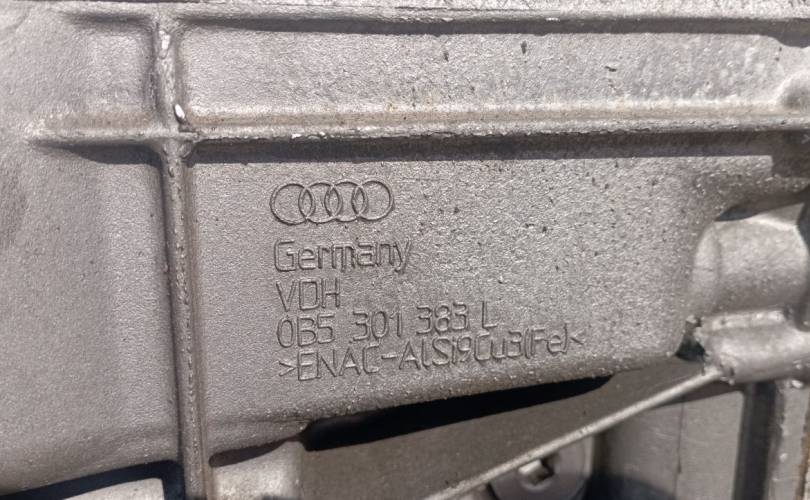 Germany
VDH
0B5 301 383 L
>ENAC-AlSi9Cu3(Fe)<